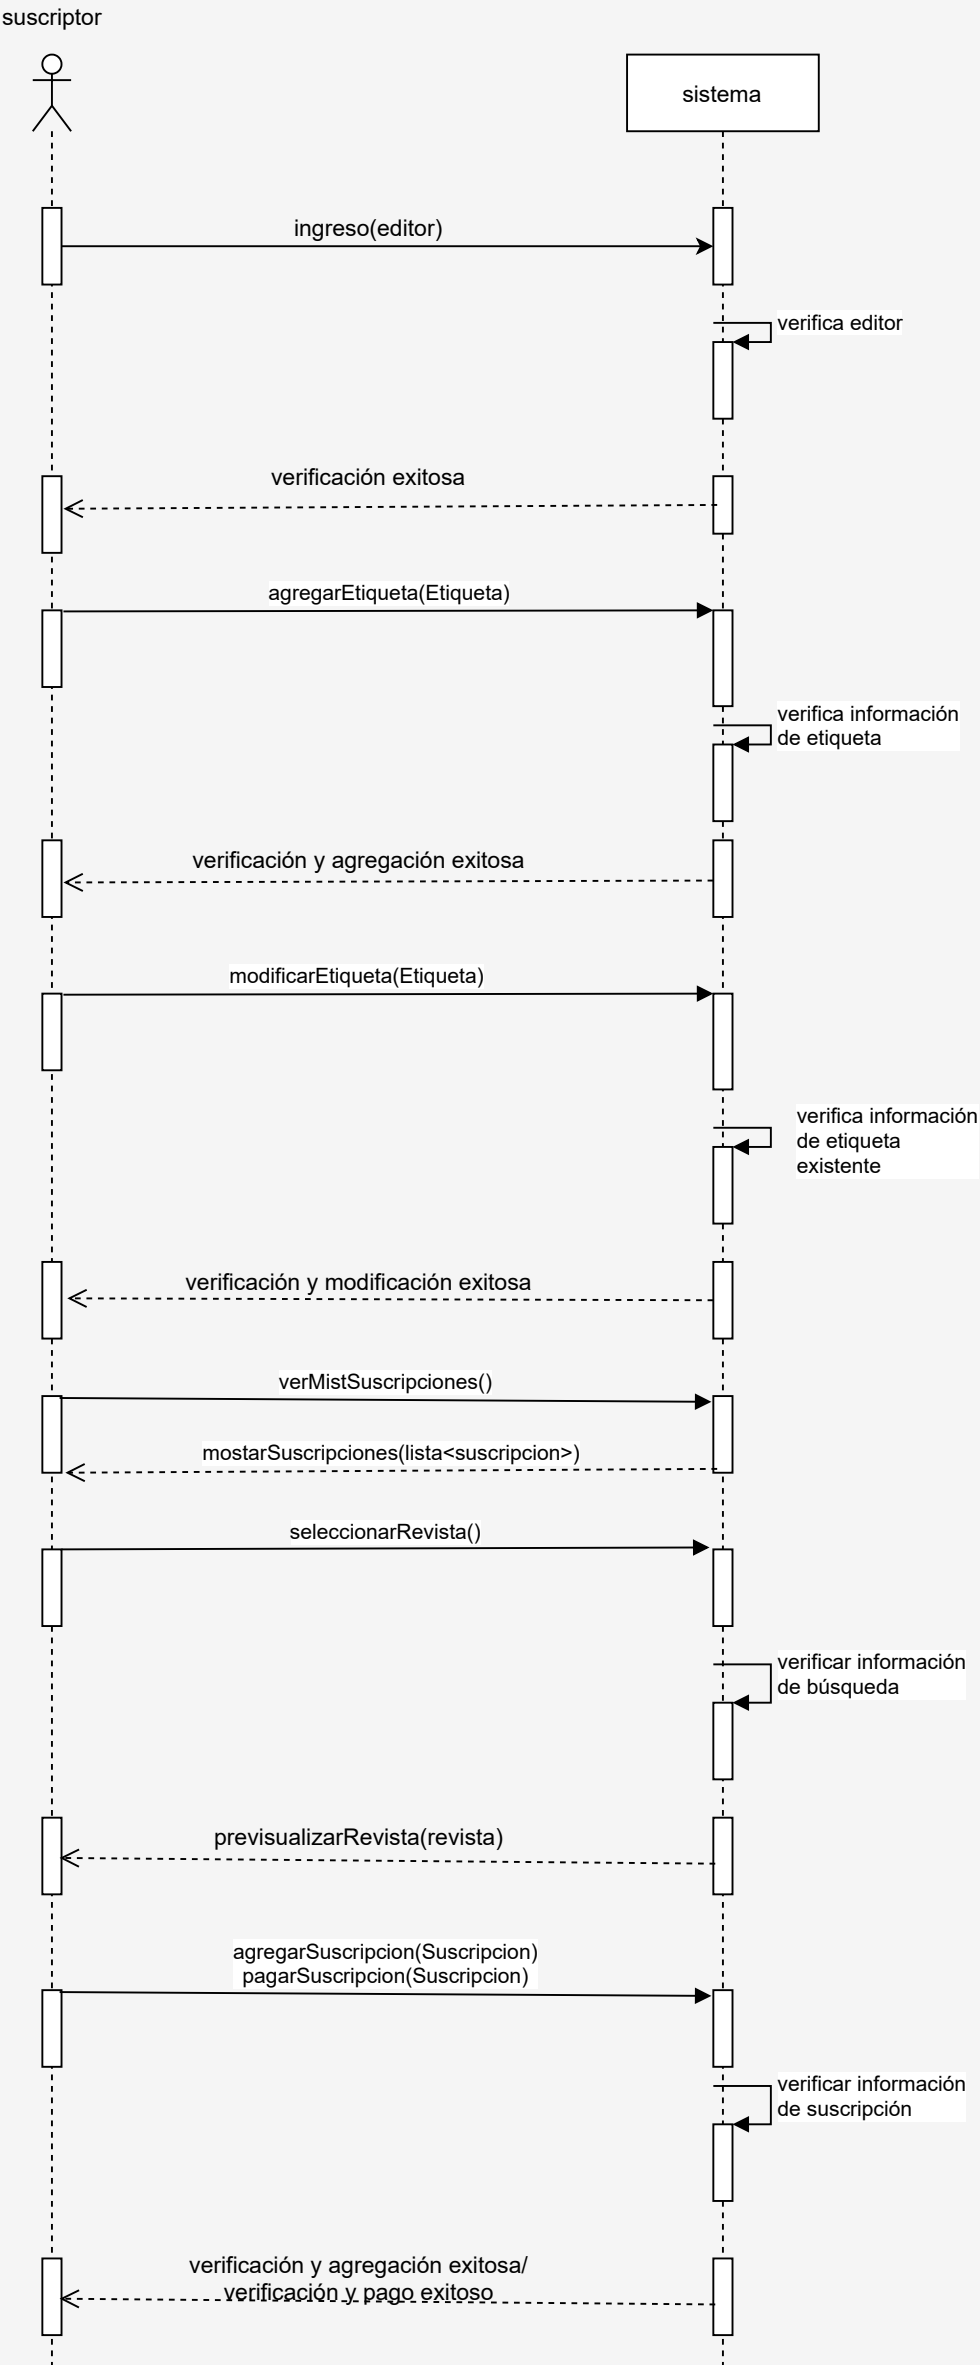 suscriptor
sistema
ingreso(editor)
verifica editor
verificación exitosa
agregarEtiqueta(Etiqueta)
verifica información
de etiqueta
verificación y agregación exitosa
modificarEtiqueta(Etiqueta)
verifica información
de etiqueta
existente
verificación y modificación exitosa
verMistSuscripciones()
mostarSuscripciones(lista<suscripcion>)
seleccionarRevista()
verificar información
de búsqueda
previsualizarRevista(revista)
agregarSuscripcion(Suscripcion)
pagarSuscripcion(Suscripcion)
verificar información
de suscripción
verificación y agregación exitosa/
verificación y pago exitoso